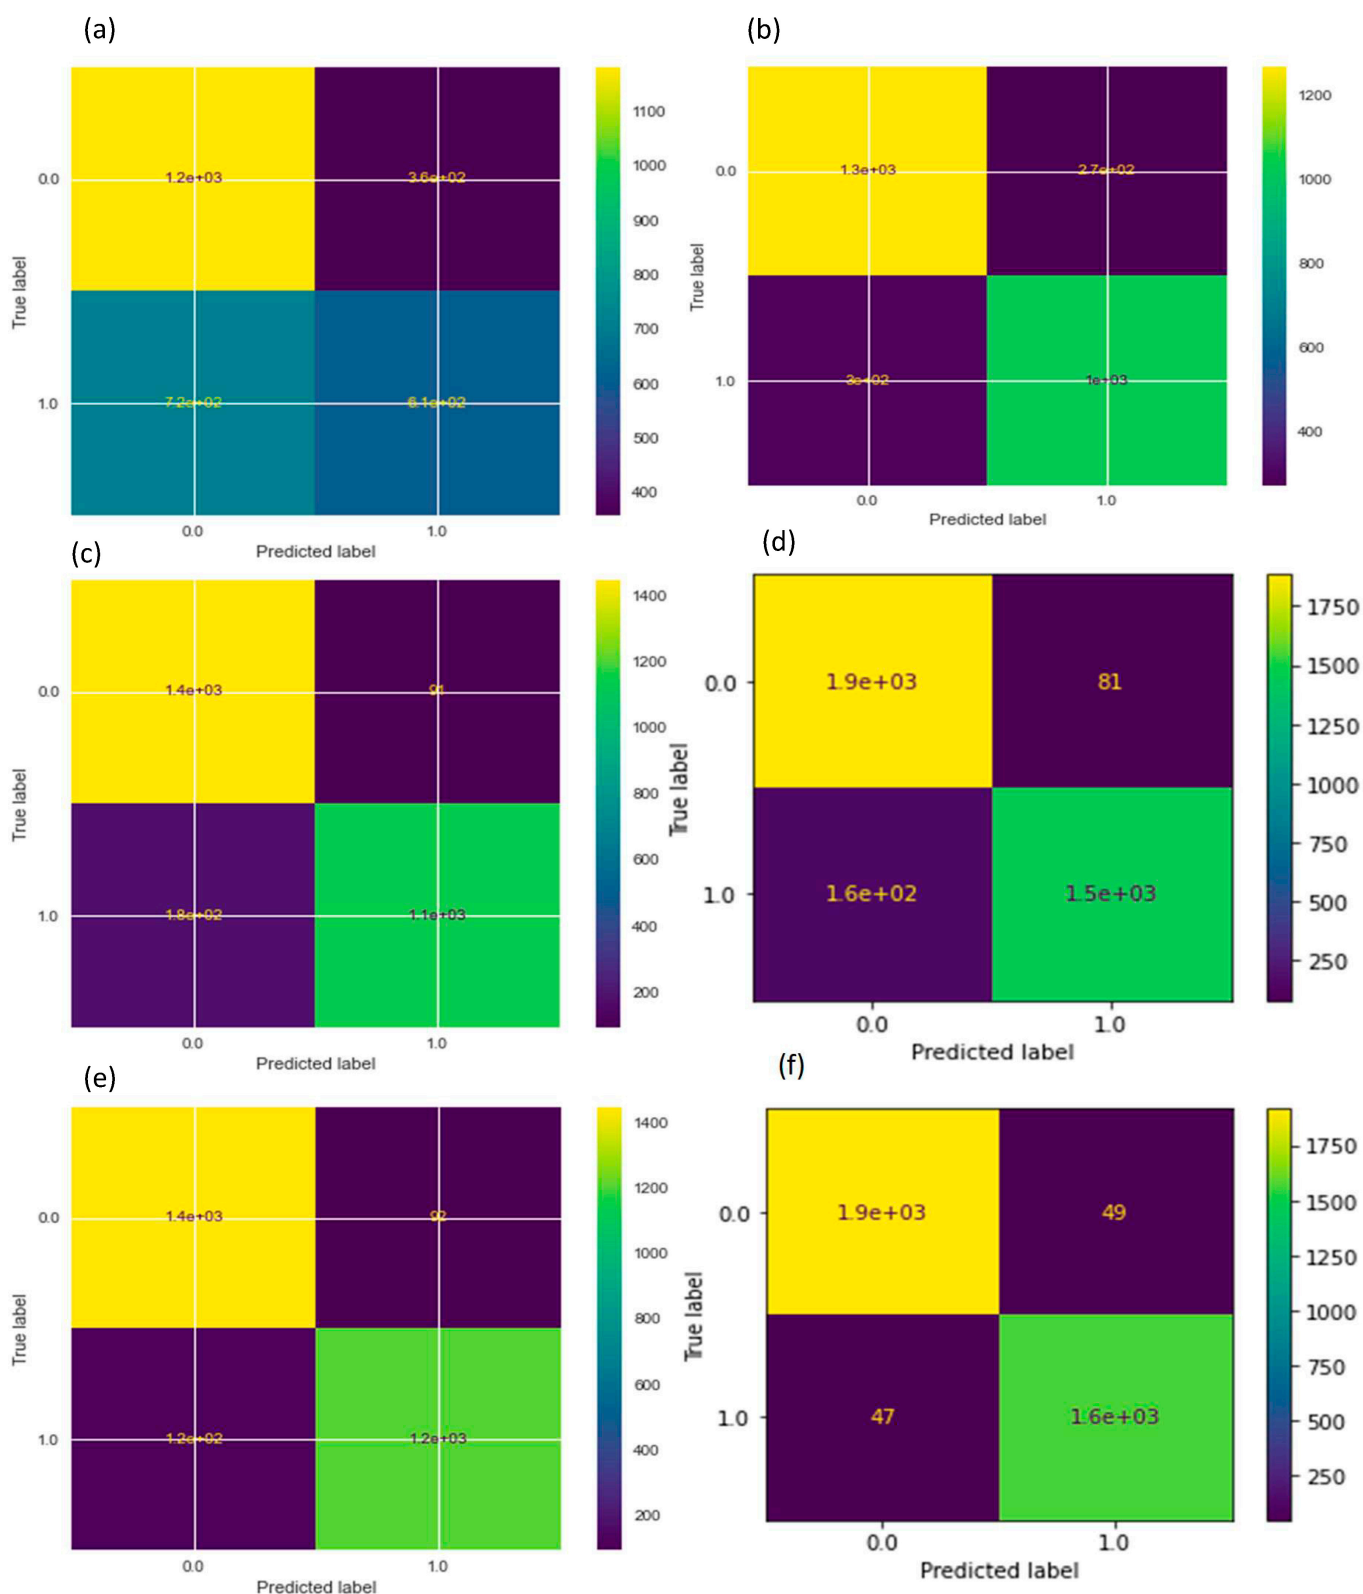 (a)
1100
1000
900
800
700
600
500
400
0.0
1.2e+03
3.6e+02
True label
1.0
7.2e+02
6.1e+02
0.0
1.0
Predicted label
(b)
1200
1000
800
600
400
0.0
1.3e+03
2.7e+02
True label
1.0
3e+02
1e+03
0.0
1.0
Predicted label
(c)
1400
1200
1000
800
600
400
200
0.0
1.4e+03
91
True label
1.0
1.8e+02
1.1e+03
0.0
1.0
Predicted label
(d)
1750
1500
1250
1000
750
500
250
0.0
1.9e+03
81
True label
1.0
1.6e+02
1.5e+03
0.0
1.0
Predicted label
(e)
1400
1200
1000
800
600
400
200
0.0
1.4e+03
92
True label
1.0
1.2e+02
1.2e+03
0.0
1.0
Predicted label
(f)
1750
1500
1250
1000
750
500
250
0.0
1.9e+03
49
True label
1.0
47
1.6e+03
0.0
1.0
Predicted label